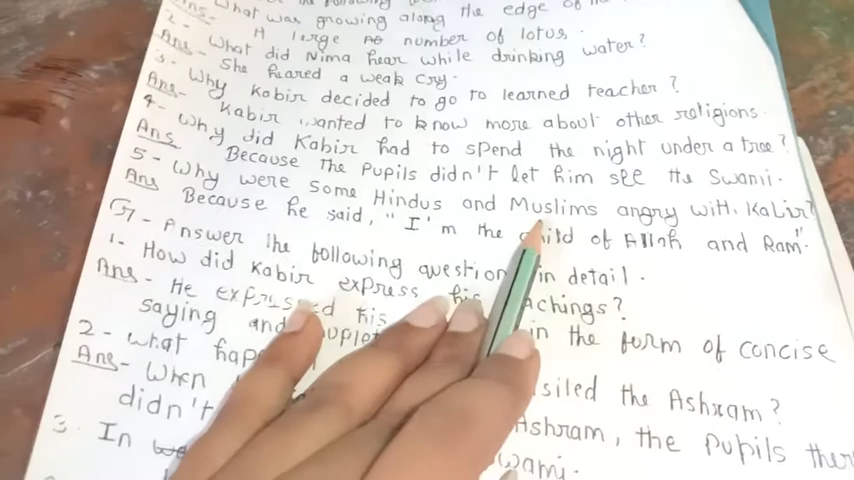 What was growing along the edge of
Ans- A large no number of lotus.
2- What did Nima hear while drinking water?
Ans- She heared a weak cry.
3- Why Kabir decided to go to learned teacher?
Ans- Kabir wanted to know more about other religions.
4- Why did Kabir had to spend the night under a tree?
Ans- Because the Pupils didn't let him see the Swami.
5- Why were some Hindus and Muslims angry with Kabir?
Ans- Because he said, "I'm the child of Allah and Ram."
G7- Answer the following question in detail.
1- How did Kabir express his teachings?
Ans- He expressed his in the form of concise
saying and
2- What siled the Ashram?
Ans- When Ashram, the pupils there
didn't Swami.
3. In